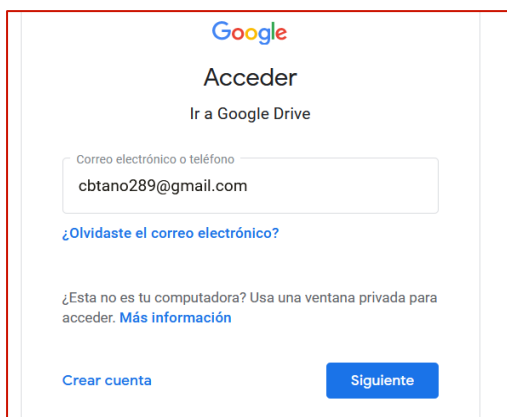 Google
Acceder
Ir a Google Drive
Correo electrónico o teléfono
cbtano289@gmail.com
¿Olvidaste el correo electrónico?
¿Esta no es tu computadora? Usa una ventana privada para
acceder. Más información
Crear cuenta
Siguiente